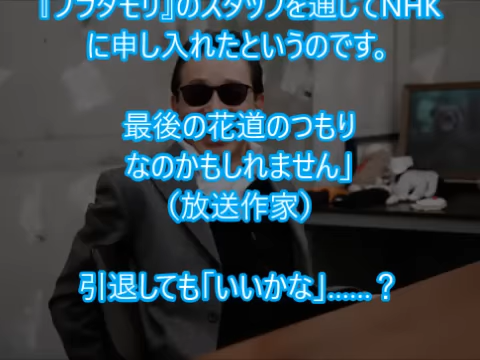 『ブラタモリ』のスタッフを通じてNHK
に申し入れたというのです。
最後の花道のつもり
なのかもしれません」
（放送作家）
引退しても「いいかな」……？